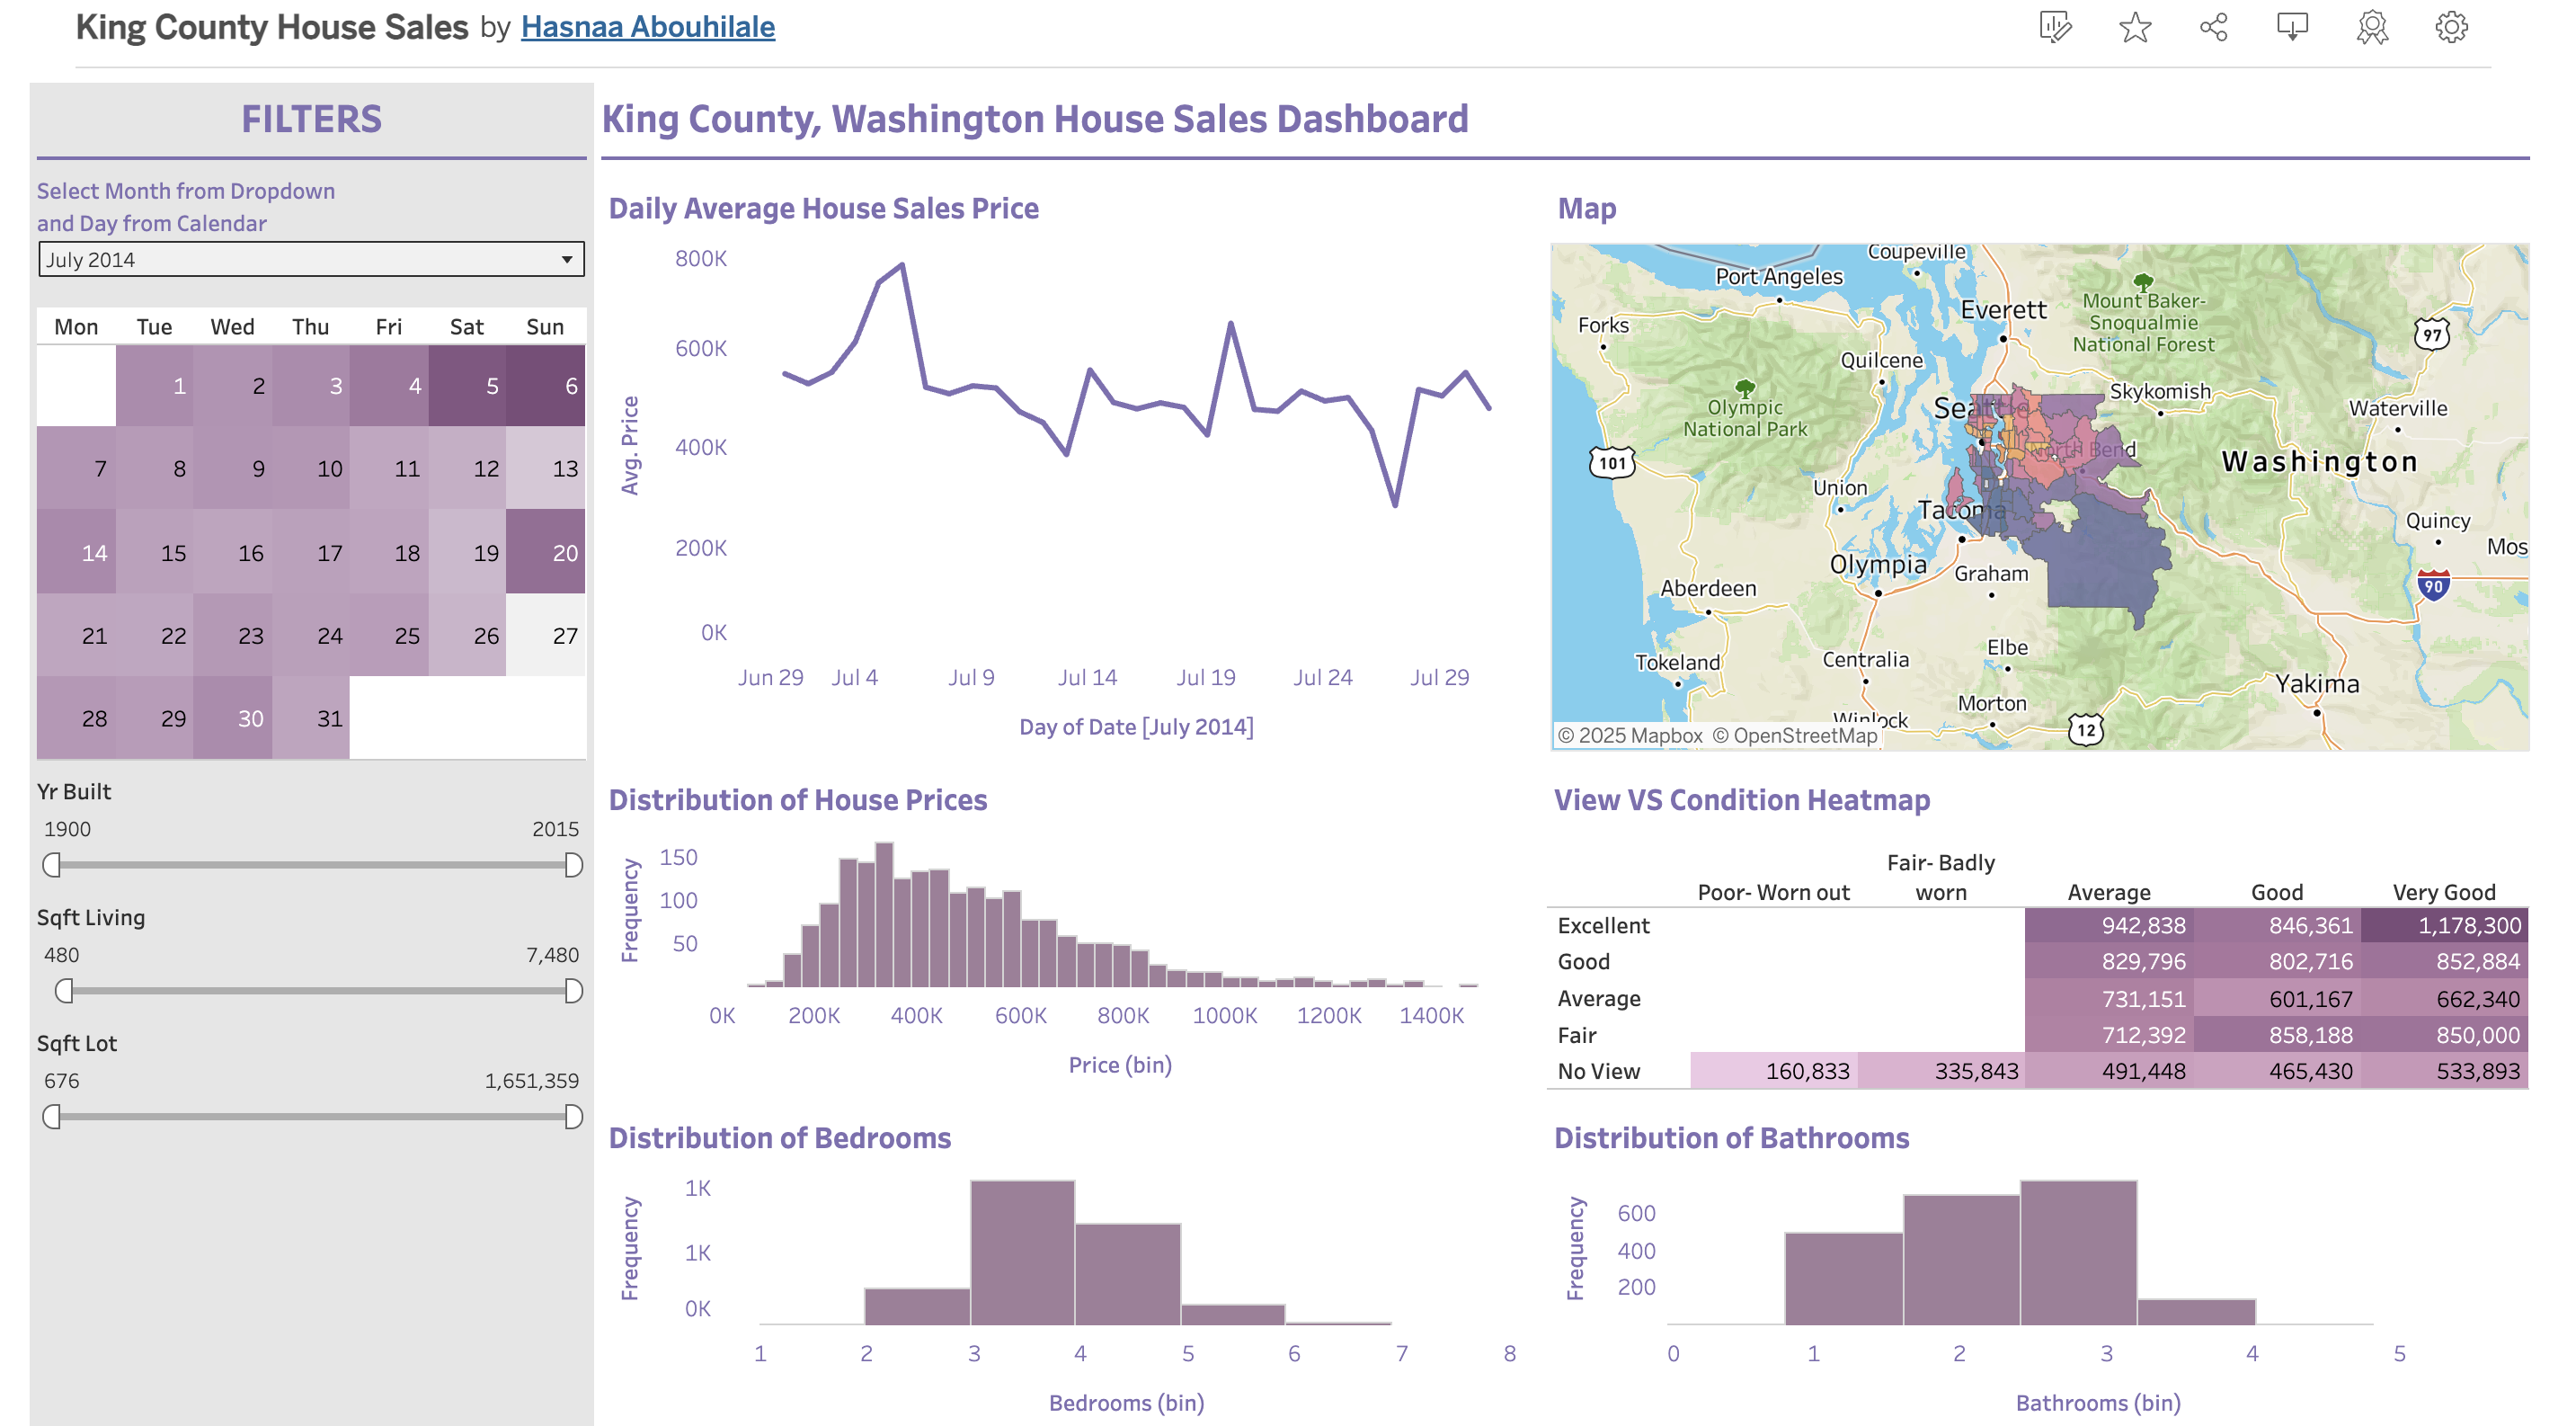 King County House Sales by Hasnaa Abouhilale
FILTERS
Select Month from Dropdown
and Day from Calendar
July 2014
Mon Tue Wed Thu Fri Sat Sun
1 2 3 4 5 6
7 8 9 10 11 12 13
14 15 16 17 18 19 20
21 22 23 24 25 26 27
28 29 30 31
Yr Built
1900 2015
Sqft Living
480 7,480
Sqft Lot
676 1,651,359
King County, Washington House Sales Dashboard
Daily Average House Sales Price
Avg. Price
800K
600K
400K
200K
0K
Jun 29 Jul 4 Jul 9 Jul 14 Jul 19 Jul 24 Jul 29
Day of Date [July 2014]
Map
Coupeville
Port Angeles
Everett
Mount Baker-
Snoqualmie
National Forest
97
Forks
Quilcene
Olympic
National Park
Skykomish
Seattle
Waterville
101
North Bend
Washington
Union
Tacoma
Quincy
Mos
Olympia
Graham
90
Aberdeen
Elbe
Tokeland
Centralia
Yakima
Morton
Winlock
12
© 2025 Mapbox © OpenStreetMap
Distribution of House Prices
Frequency
150
100
50
0K 200K 400K 600K 800K 1000K 1200K 1400K
Price (bin)
View VS Condition Heatmap
Poor- Worn out Fair- Badly worn Average Good Very Good
Excellent 942,838 846,361 1,178,300
Good 829,796 802,716 852,884
Average 731,151 601,167 662,340
Fair 712,392 858,188 850,000
No View 160,833 335,843 491,448 465,430 533,893
Distribution of Bedrooms
Frequency
1K
1K
0K
1 2 3 4 5 6 7 8
Bedrooms (bin)
Distribution of Bathrooms
Frequency
600
400
200
0 1 2 3 4 5
Bathrooms (bin)